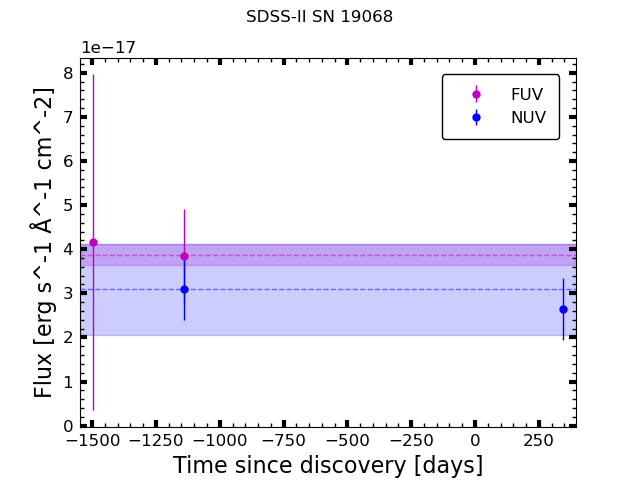 SDSS-II SN 19068
1e−17
8
7
6
5
4
3
2
1
0
Flux [erg s^-1 Å^-1 cm^-2]
FUV
NUV
−1500 −1250 −1000 −750 −500 −250 0 250
Time since discovery [days]